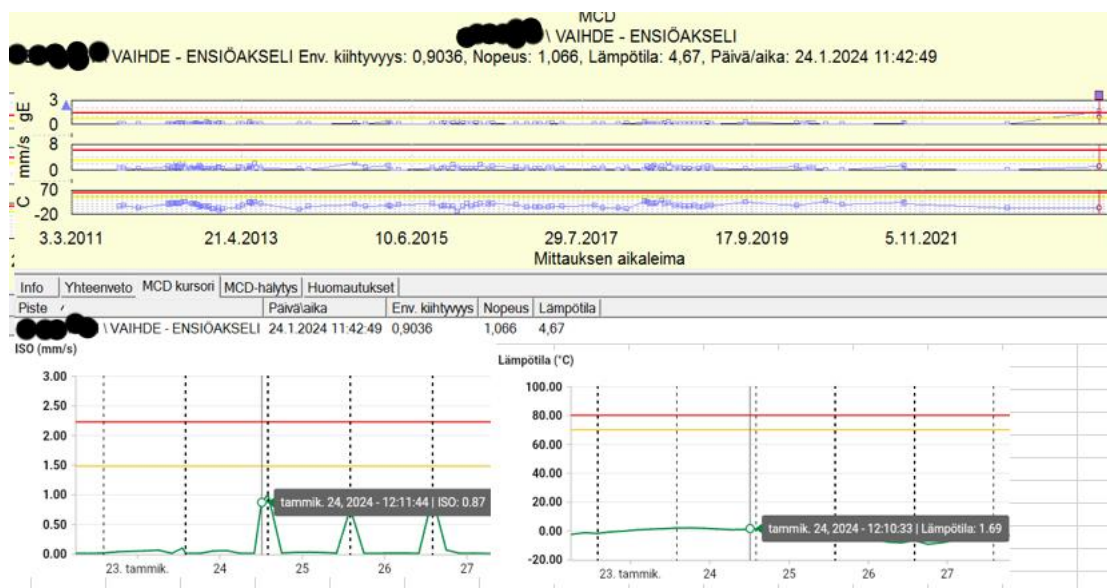 MCD
\ VAIHDE - ENSIÖAKSELI
\ VAIHDE - ENSIÖAKSELI Env. kiihtyvyys: 0,9036, Nopeus: 1,066, Lämpötila: 4,67, Päivä/aika: 24.1.2024 11:42:49
3
gE
0
8
mm/s
0
70
C
-20
3.3.2011 21.4.2013 10.6.2015 29.7.2017 17.9.2019 5.11.2021
Mittauksen aikaleima
Info Yhteenveto MCD kursori MCD-hälytys Huomautukset
Piste Päivä\aika Env. kiihtyvyys Nopeus Lämpötila
\ VAIHDE - ENSIÖAKSELI 24.1.2024 11:42:49 0,9036 1,066 4,67
ISO (mm/s)
3.00
2.50
2.00
1.50
1.00
0.50
0.00
tammik. 24, 2024 - 12:11:44 | ISO: 0.87
23. tammik. 24 25 26 27
Lämpötila (°C)
100.00
80.00
60.00
40.00
20.00
0.00
-20.00
tammik. 24, 2024 - 12:10:33 | Lämpötila: 1.69
23. tammik. 24 25 26 27